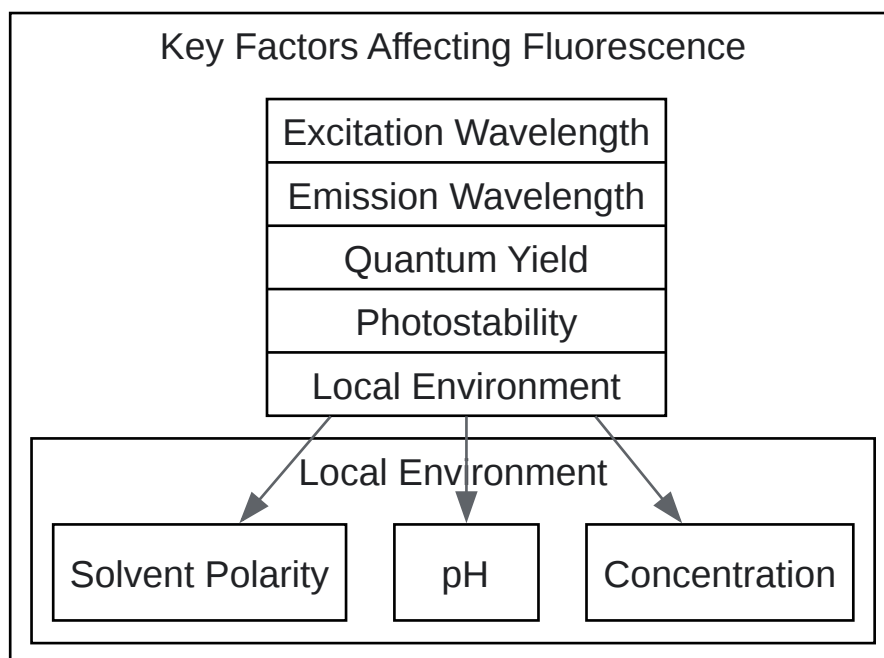 Key Factors Affecting Fluorescence
Excitation Wavelength
Emission Wavelength
Quantum Yield
Photostability
Local Environment
Local Environment
Solvent Polarity
pH
Concentration